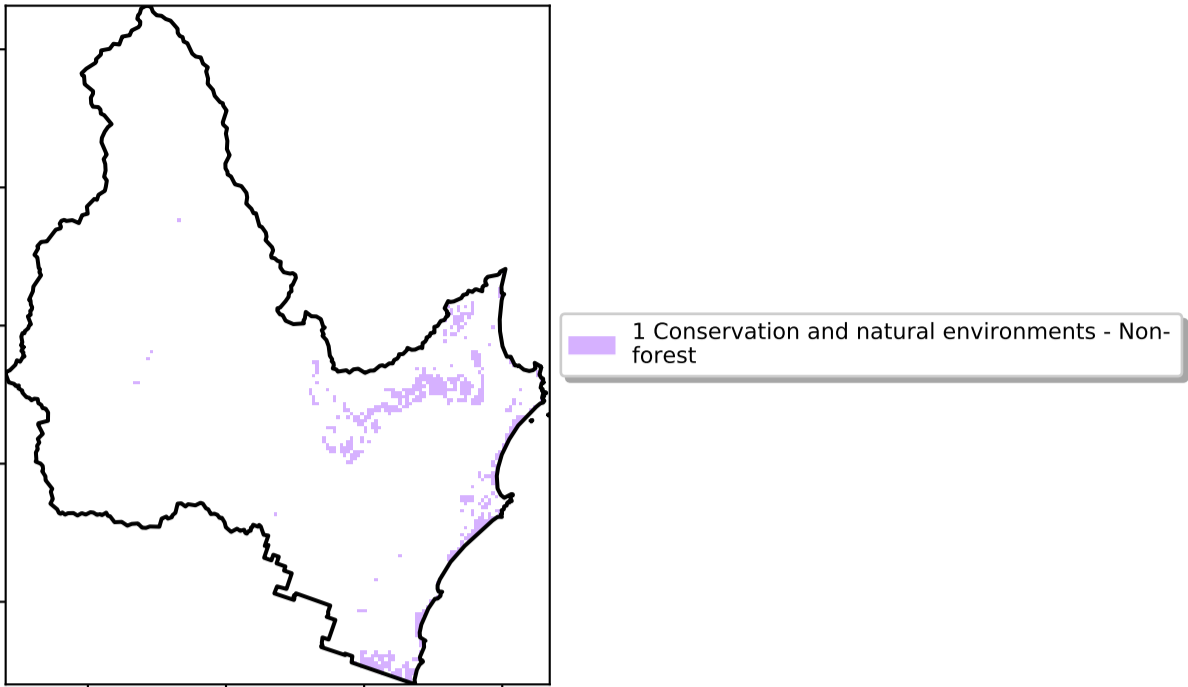 1 Conservation and natural environments - Non-
forest